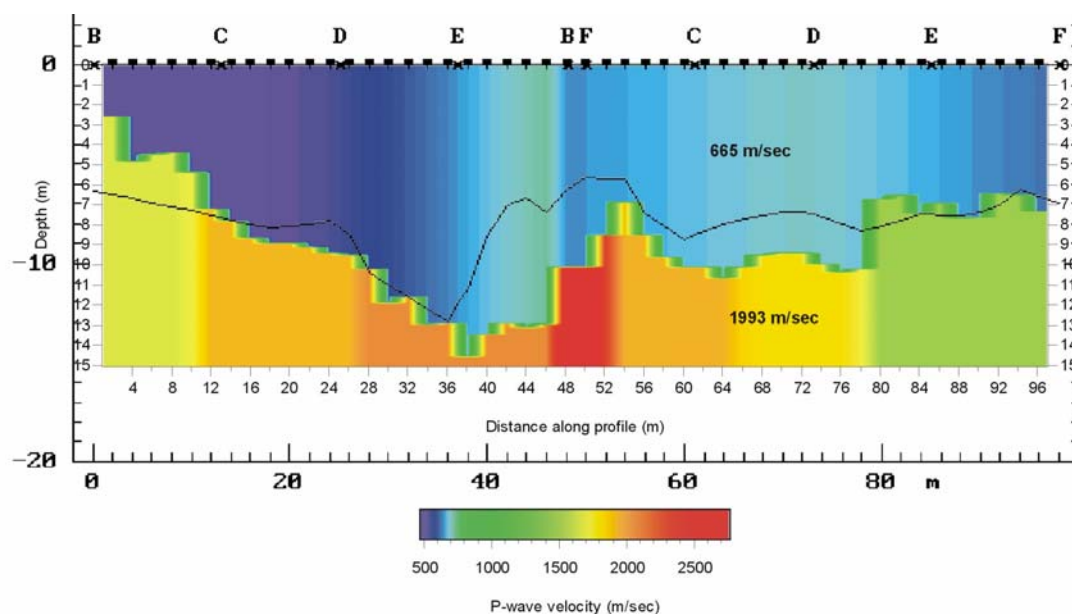 B C D E B F C D E F
0 0 0
1 1
2 2
3 3
4 4
665 m/sec
5 5
6 6
7 7
Depth (m)
8 8
9 9
-10 10 10
11 11
12 12
1993 m/sec
13 13
14 14
15 15
4 8 12 16 20 24 28 32 36 40 44 48 52 56 60 64 68 72 76 80 84 88 92 96
Distance along profile (m)
-20
0 20 40 60 80 m
500 1000 1500 2000 2500
P-wave velocity (m/sec)